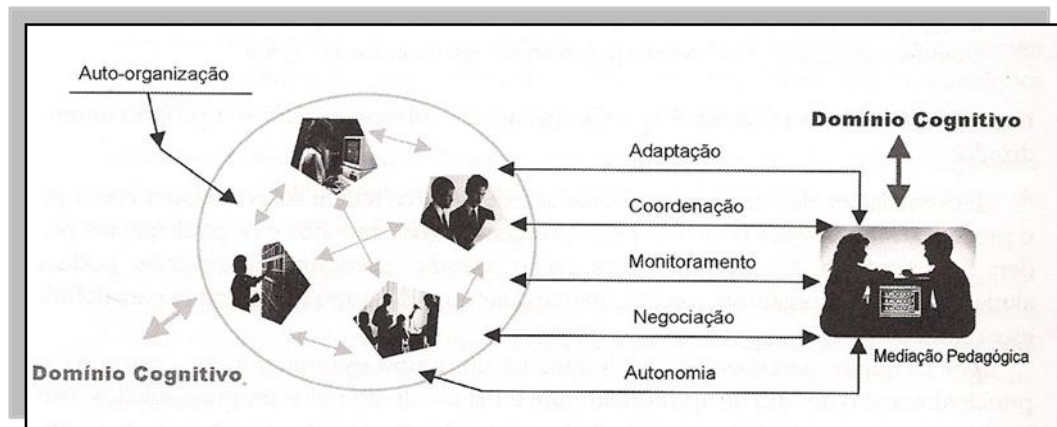 Auto-organização
Domínio Cognitivo
Adaptação
Coordenação
Monitoramento
Negociação
Autonomia
Mediação Pedagógica
Domínio Cognitivo